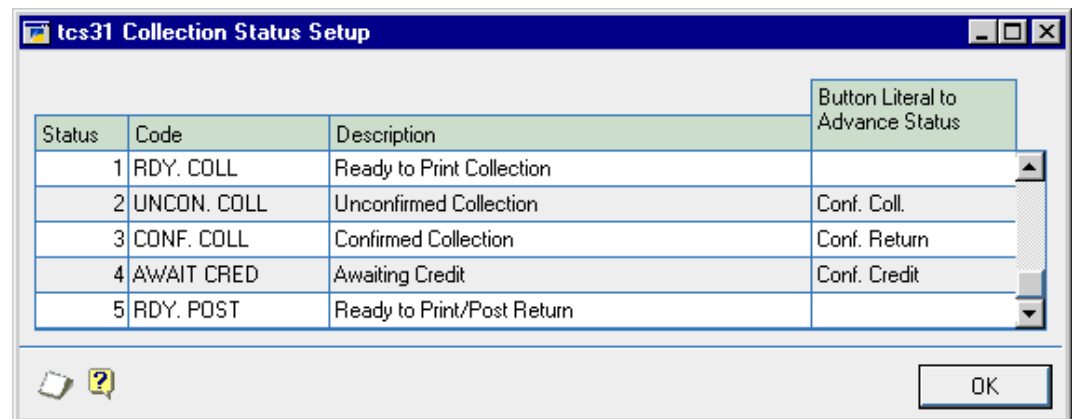 tcs31 Collection Status Setup
Button Literal to
Advance Status
Status Code Description
1 RDY. COLL Ready to Print Collection
2 UNCON. COLL Unconfirmed Collection Conf. Coll.
3 CONF. COLL Confirmed Collection Conf. Return
4 AWAIT CRED Awaiting Credit Conf. Credit
5 RDY. POST Ready to Print/Post Return
OK